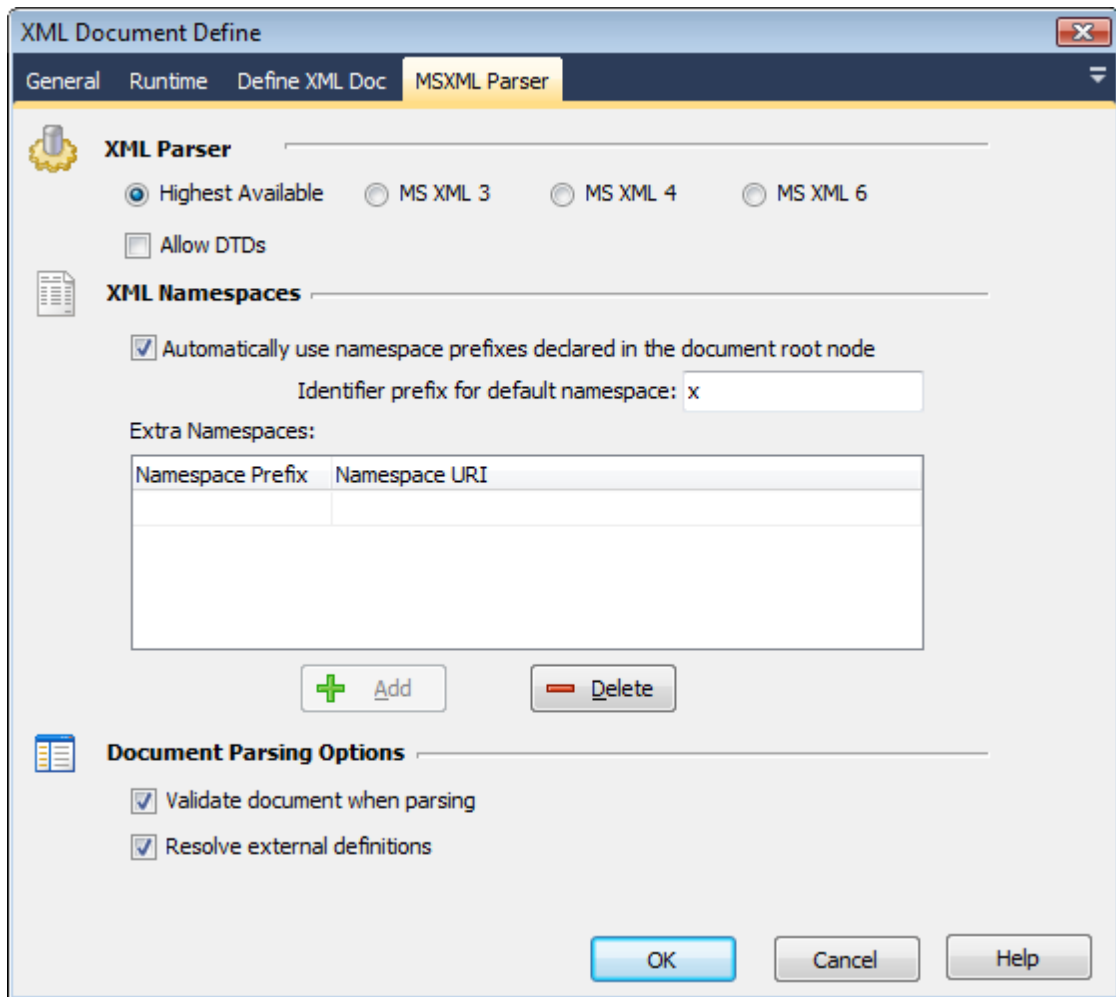 XML Document Define
General Runtime Define XML Doc MSXML Parser
XML Parser
Highest Available MS XML 3 MS XML 4 MS XML 6
Allow DTDs
XML Namespaces
Automatically use namespace prefixes declared in the document root node
Identifier prefix for default namespace: x
Extra Namespaces:
Namespace Prefix Namespace URI
Add Delete
Document Parsing Options
Validate document when parsing
Resolve external definitions
OK Cancel Help